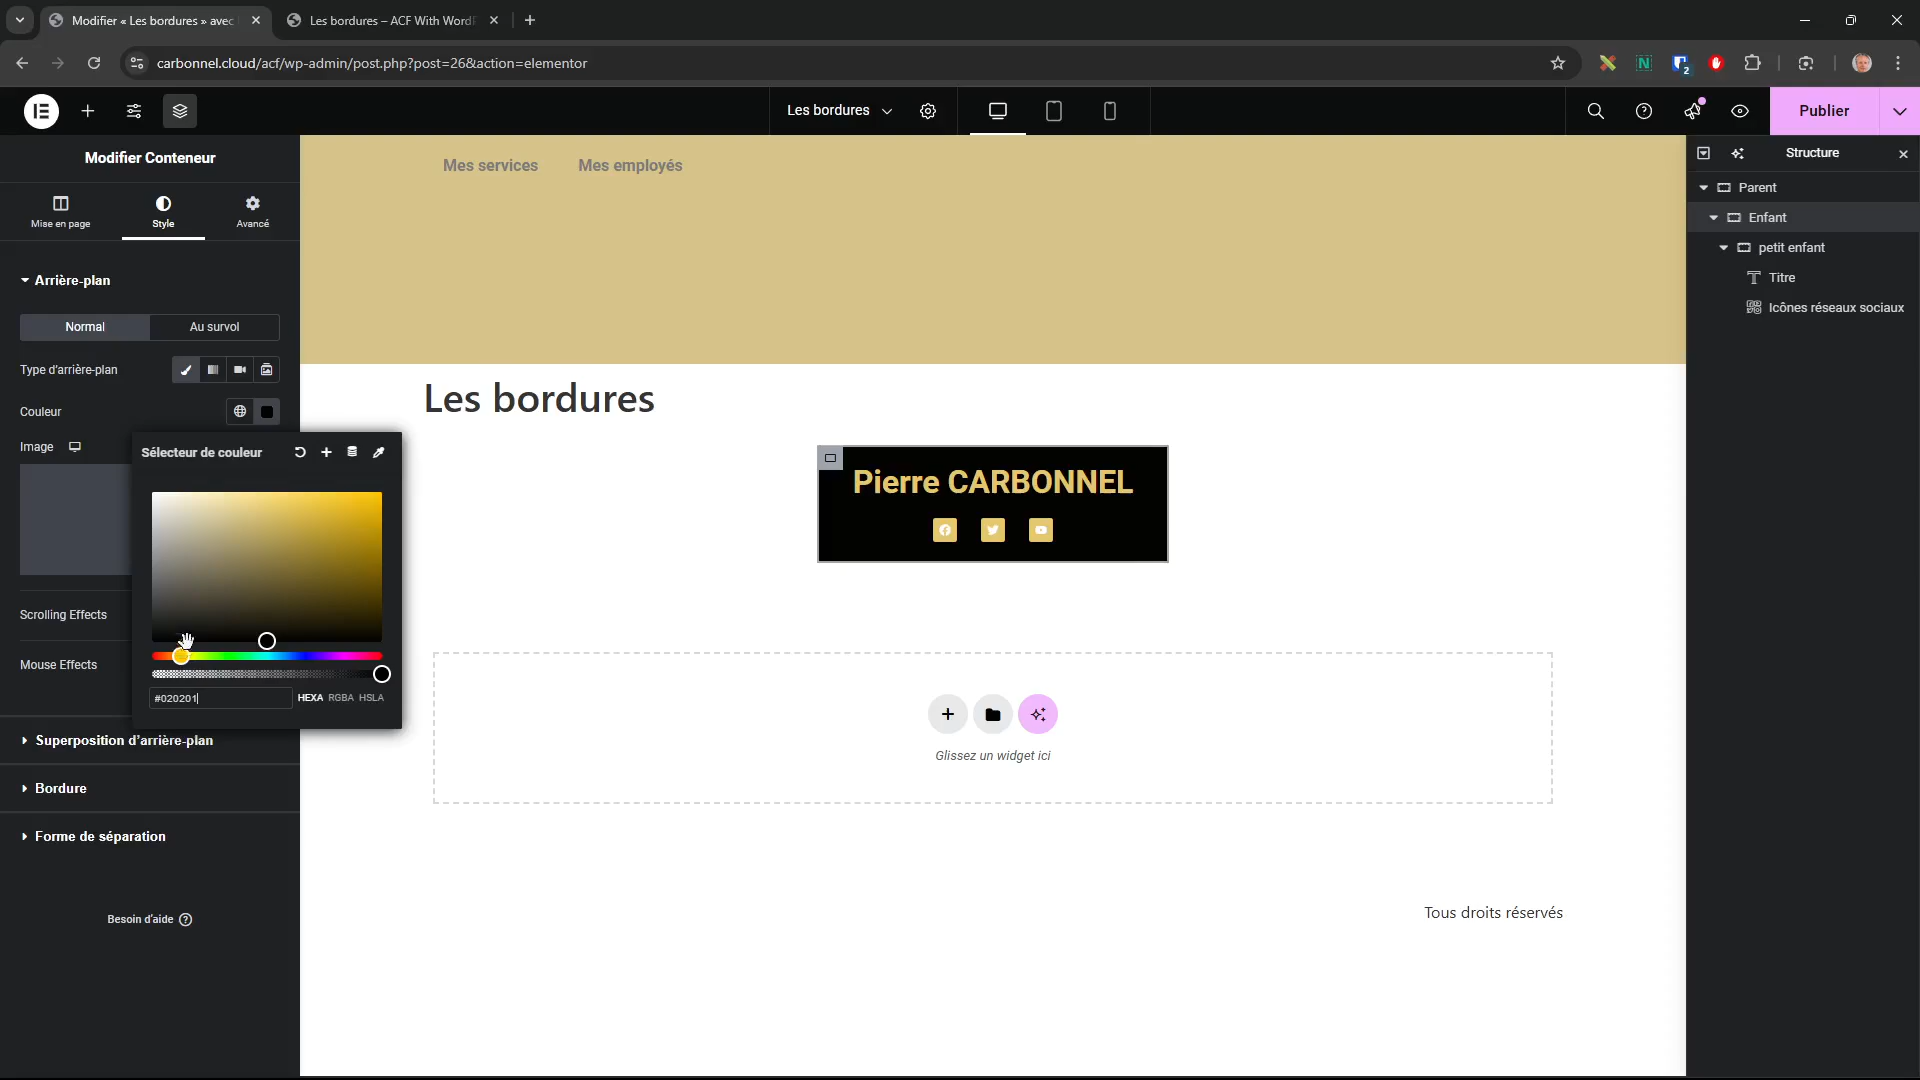 Modifier « Les bordures » avec
Les bordures – ACF With WordP
carbonnel.cloud/acf/wp-admin/post.php?post=26&action=elementor
2
Les bordures
Publier
Modifier Conteneur
Mise en page
Style
Avancé
Arrière-plan
Normal
Au survol
Type d'arrière-plan
Couleur
Image
Sélecteur de couleur
Scrolling Effects
Mouse Effects
#020201
HEXA RGBA HSLA
Superposition d'arrière-plan
Bordure
Forme de séparation
Besoin d'aide
Mes services
Mes employés
Les bordures
Pierre CARBONNEL
Glissez un widget ici
Tous droits réservés
Structure
Parent
Enfant
petit enfant
Titre
Icônes réseaux sociaux